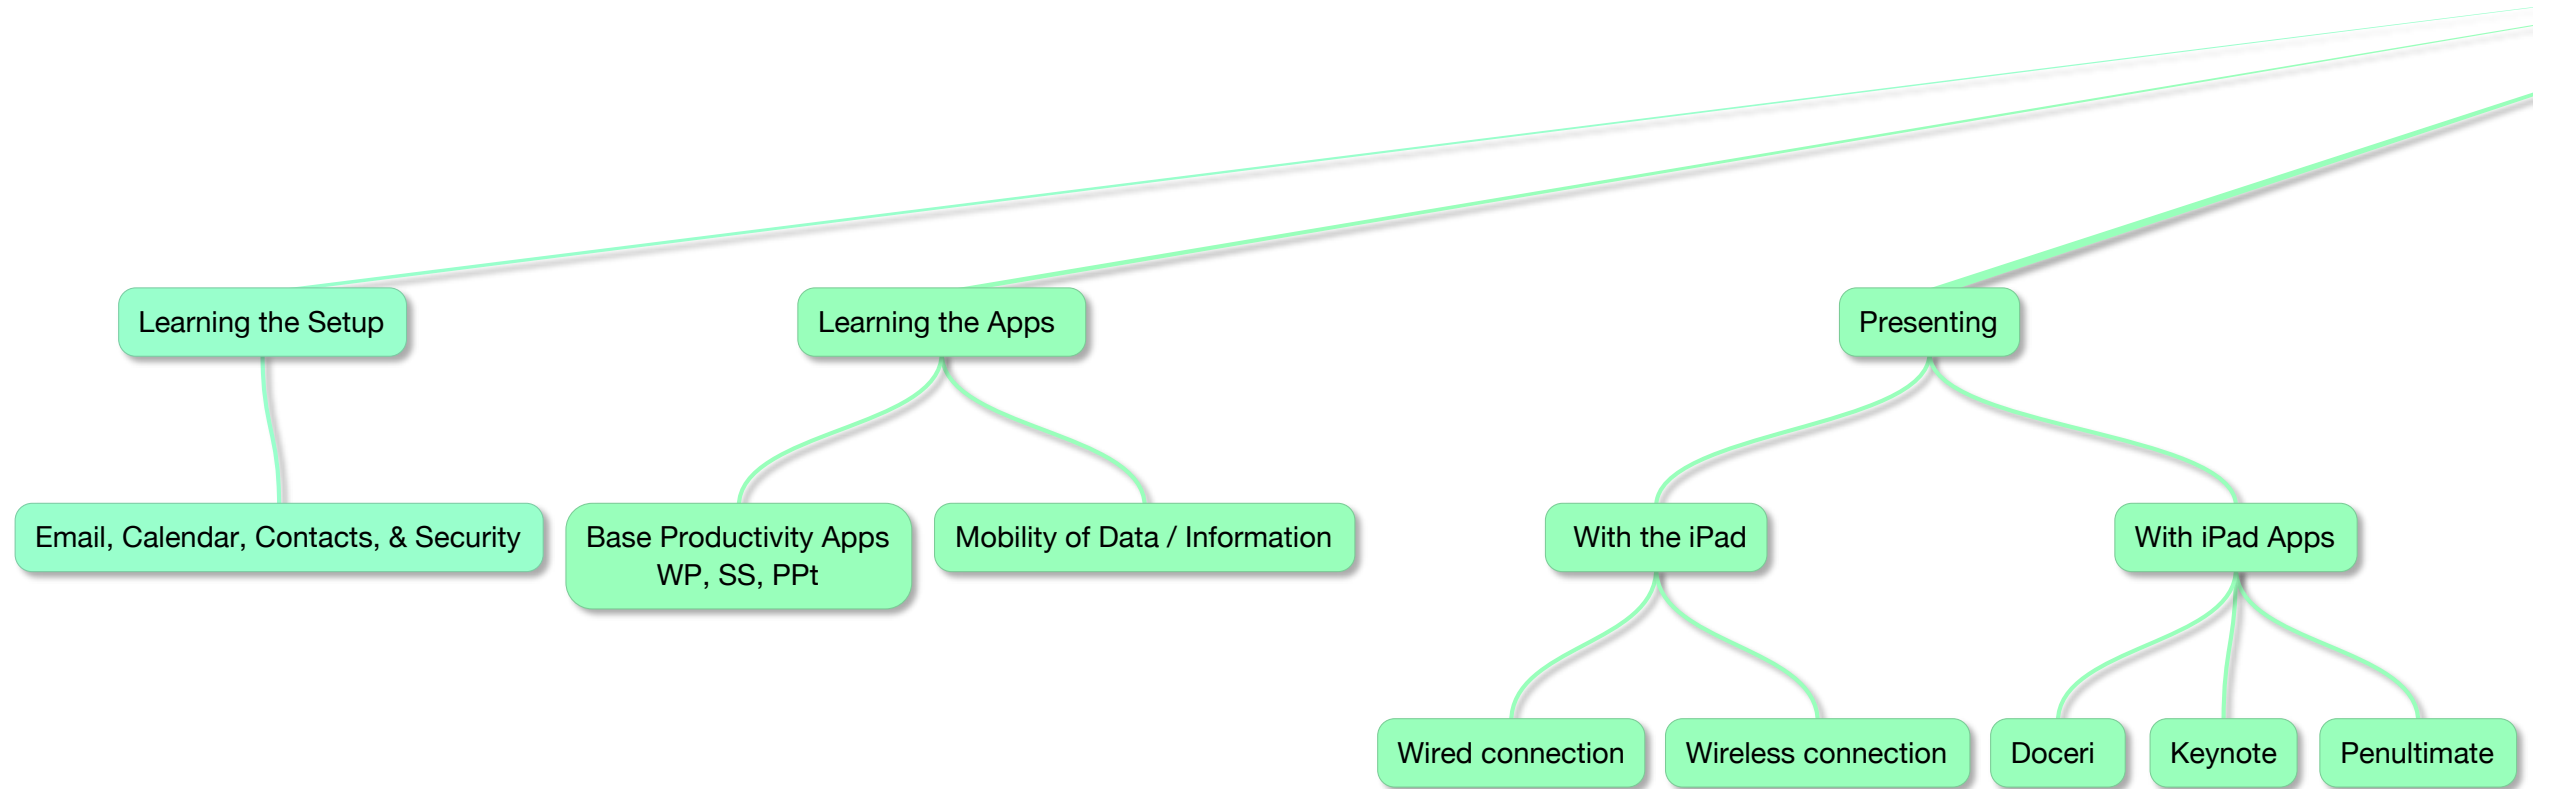 Learning the Setup
Learning the Apps
Presenting
Email, Calendar, Contacts, & Security
Base Productivity Apps
WP, SS, PPt
Mobility of Data / Information
With the iPad
With iPad Apps
Wired connection
Wireless connection
Doceri
Keynote
Penultimate